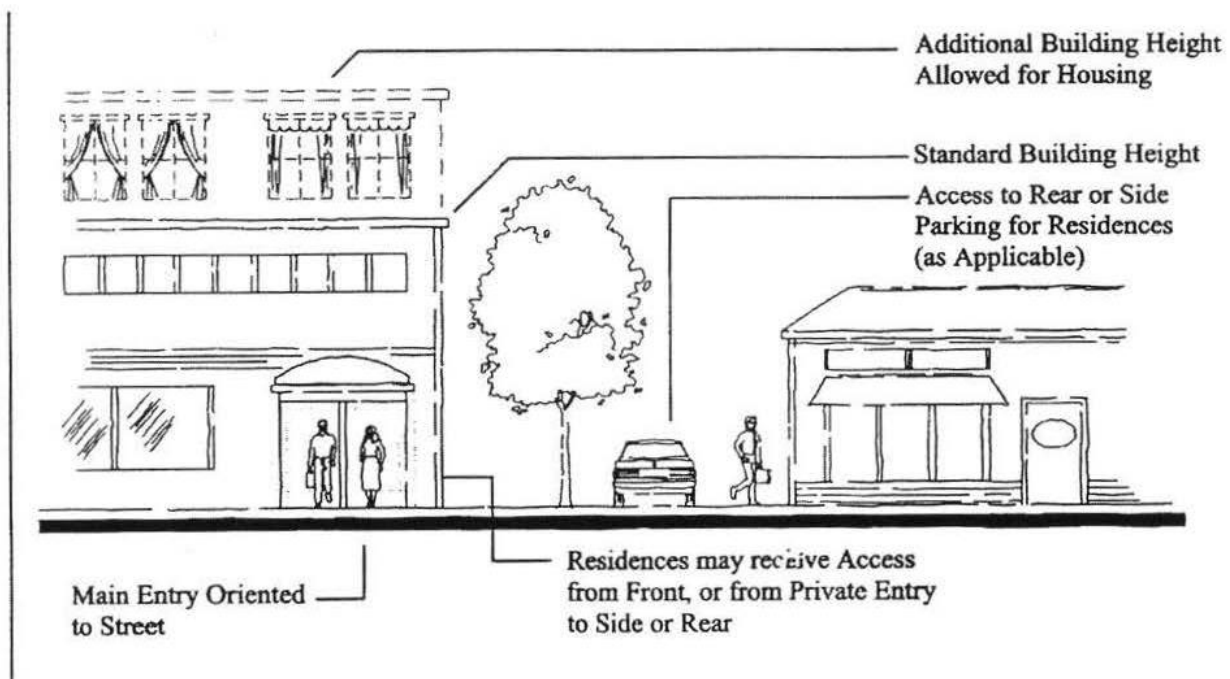 Additional Building Height
Allowed for Housing
Standard Building Height
Access to Rear or Side
Parking for Residences
(as Applicable)
Residences may receive Access
from Front, or from Private Entry
to Side or Rear
Main Entry Oriented
to Street